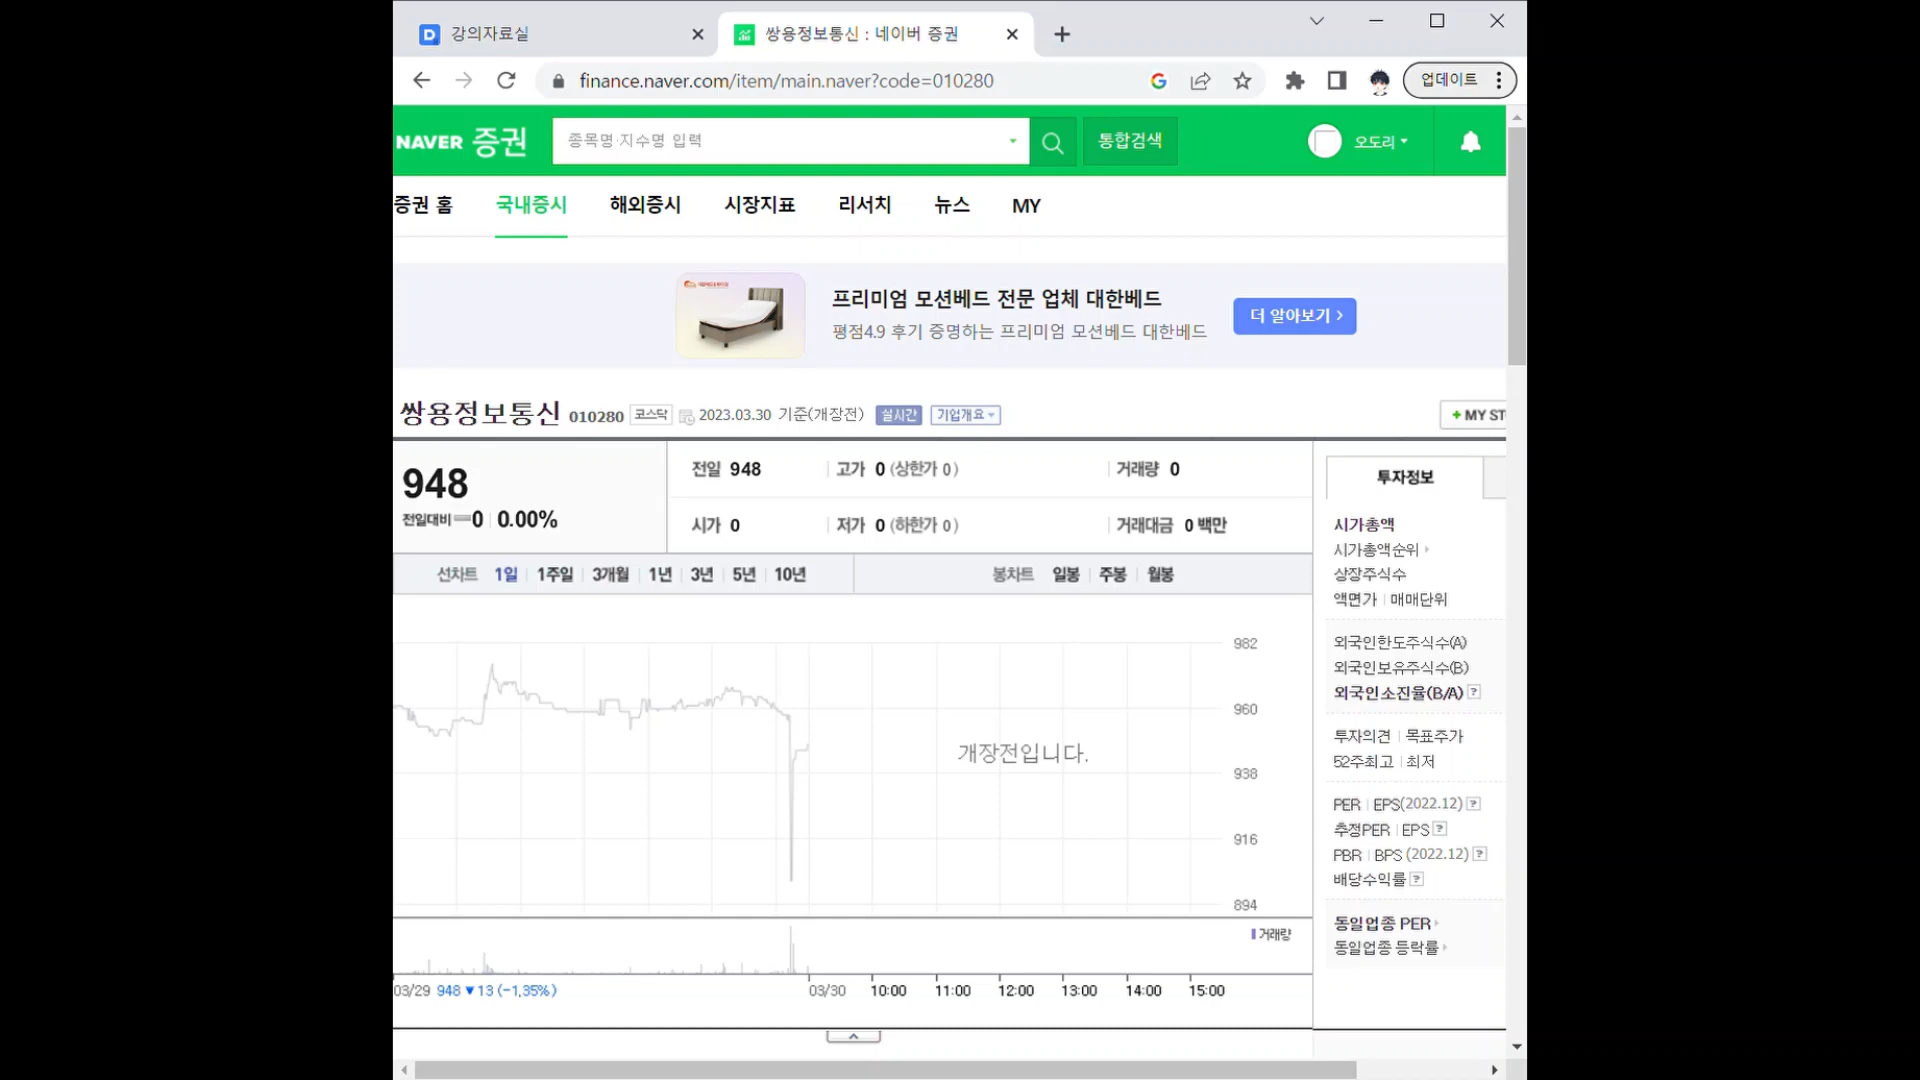 강의자료실
쌍용정보통신 : 네이버 증권
finance.naver.com/item/main.naver?code=010280
업데이트
NAVER 증권
종목명·지수명 입력
통합검색
오도리
증권 홈 국내증시 해외증시 시장지표 리서치 뉴스 MY
프리미엄 모션베드 전문 업체 대한베드
평점4.9 후기 증명하는 프리미엄 모션베드 대한베드
더 알아보기
쌍용정보통신 010280 코스닥 2023.03.30 기준(개장전) 실시간 기업개요
+ MY ST
948
전일대비 0 0.00%
전일 948 고가 0 (상한가 0) 거래량 0
시가 0 저가 0 (하한가 0) 거래대금 0 백만
선차트 1일 1주일 3개월 1년 3년 5년 10년
봉차트 일봉 주봉 월봉
982
960
938
916
894
개장전입니다.
거래량
03/29 948 ▼ 13 (-1,35%)
03/30 10:00 11:00 12:00 13:00 14:00 15:00
투자정보
시가총액
시가총액순위
상장주식수
액면가 매매단위
외국인한도주식수(A)
외국인보유주식수(B)
외국인소진율(B/A) ?
투자의견 목표주가
52주최고 최저
PER EPS(2022.12) ?
추정PER EPS ?
PBR BPS (2022.12) ?
배당수익률 ?
동일업종 PER
동일업종 등락률